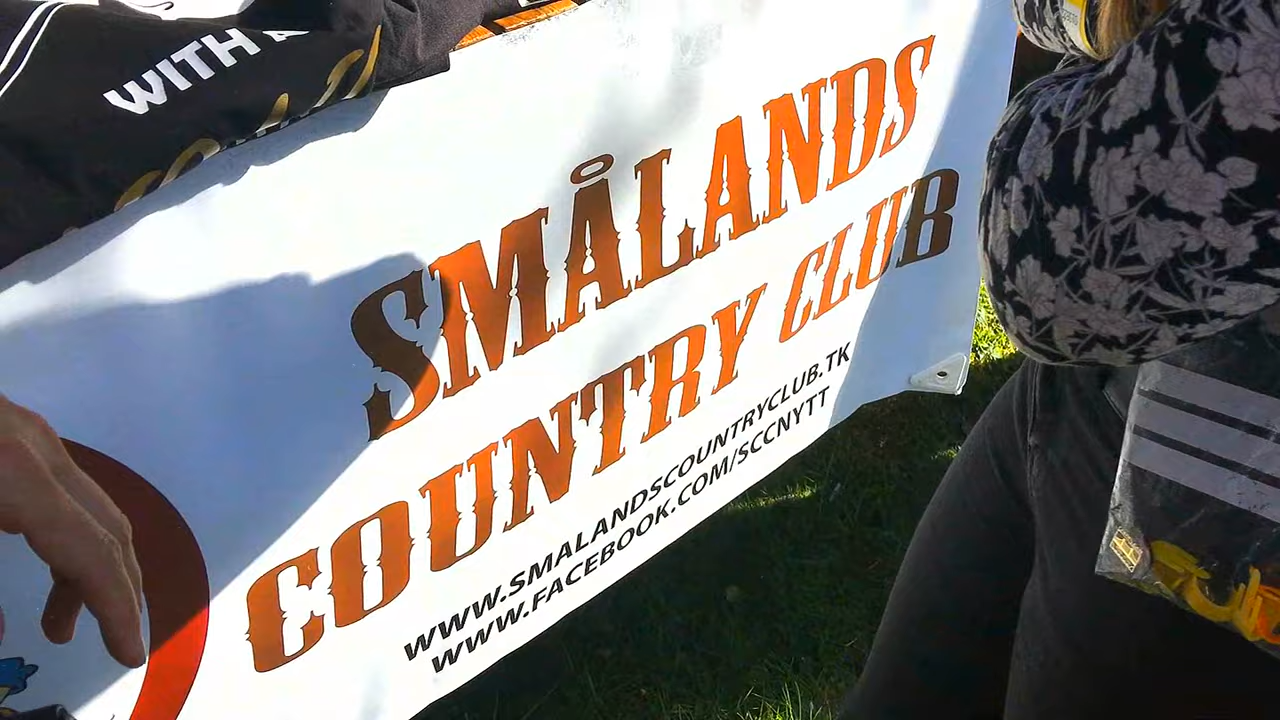 WITH A
SMÅLANDS
COUNTRY CLUB
WWW.SMALANDSCOUNTRYCLUB.TK
WWW.FACEBOOK.COM/SCCNYTT